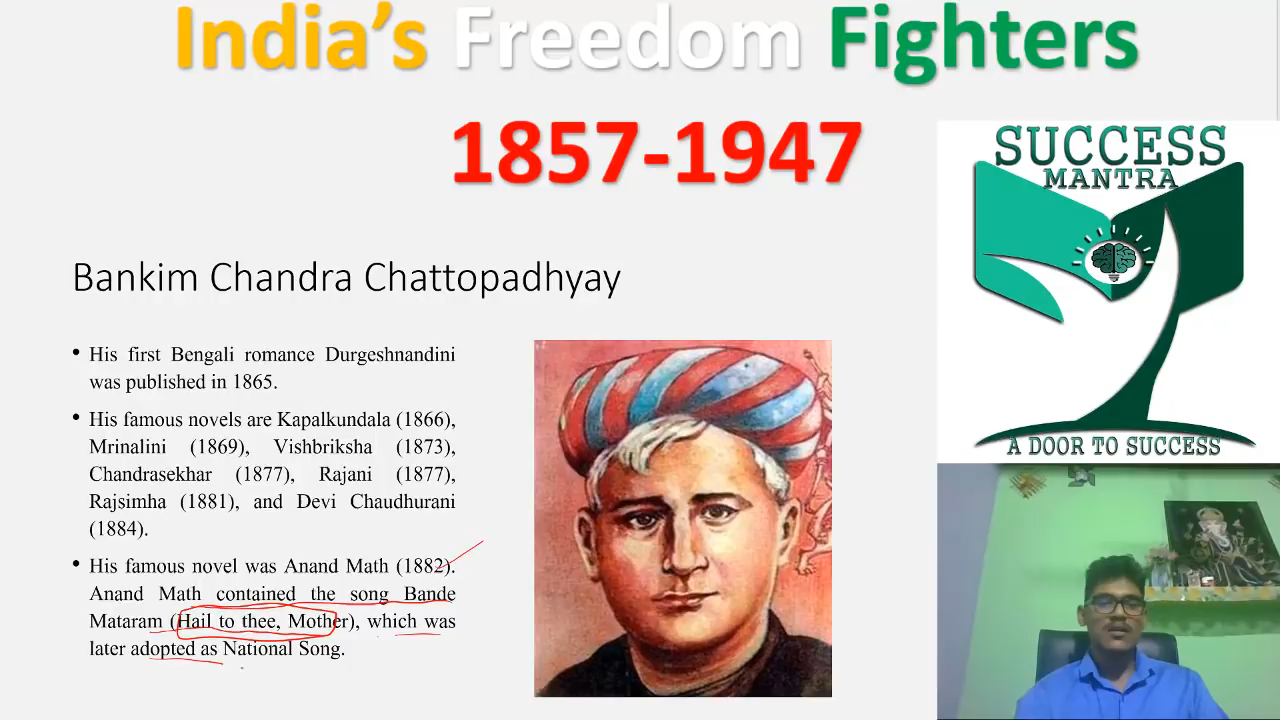 India's Freedom Fighters
1857-1947
SUCCESS
MANTRA
A DOOR TO SUCCESS
Bankim Chandra Chattopadhyay
• His first Bengali romance Durgeshnandini
was published in 1865.
• His famous novels are Kapalkundala (1866),
Mrinalini (1869), Vishbriksha (1873),
Chandrasekhar (1877), Rajani (1877),
Rajsimha (1881), and Devi Chaudhurani
(1884).
• His famous novel was Anand Math (1882).
Anand Math contained the song Bande
Mataram (Hail to thee, Mother), which was
later adopted as National Song.